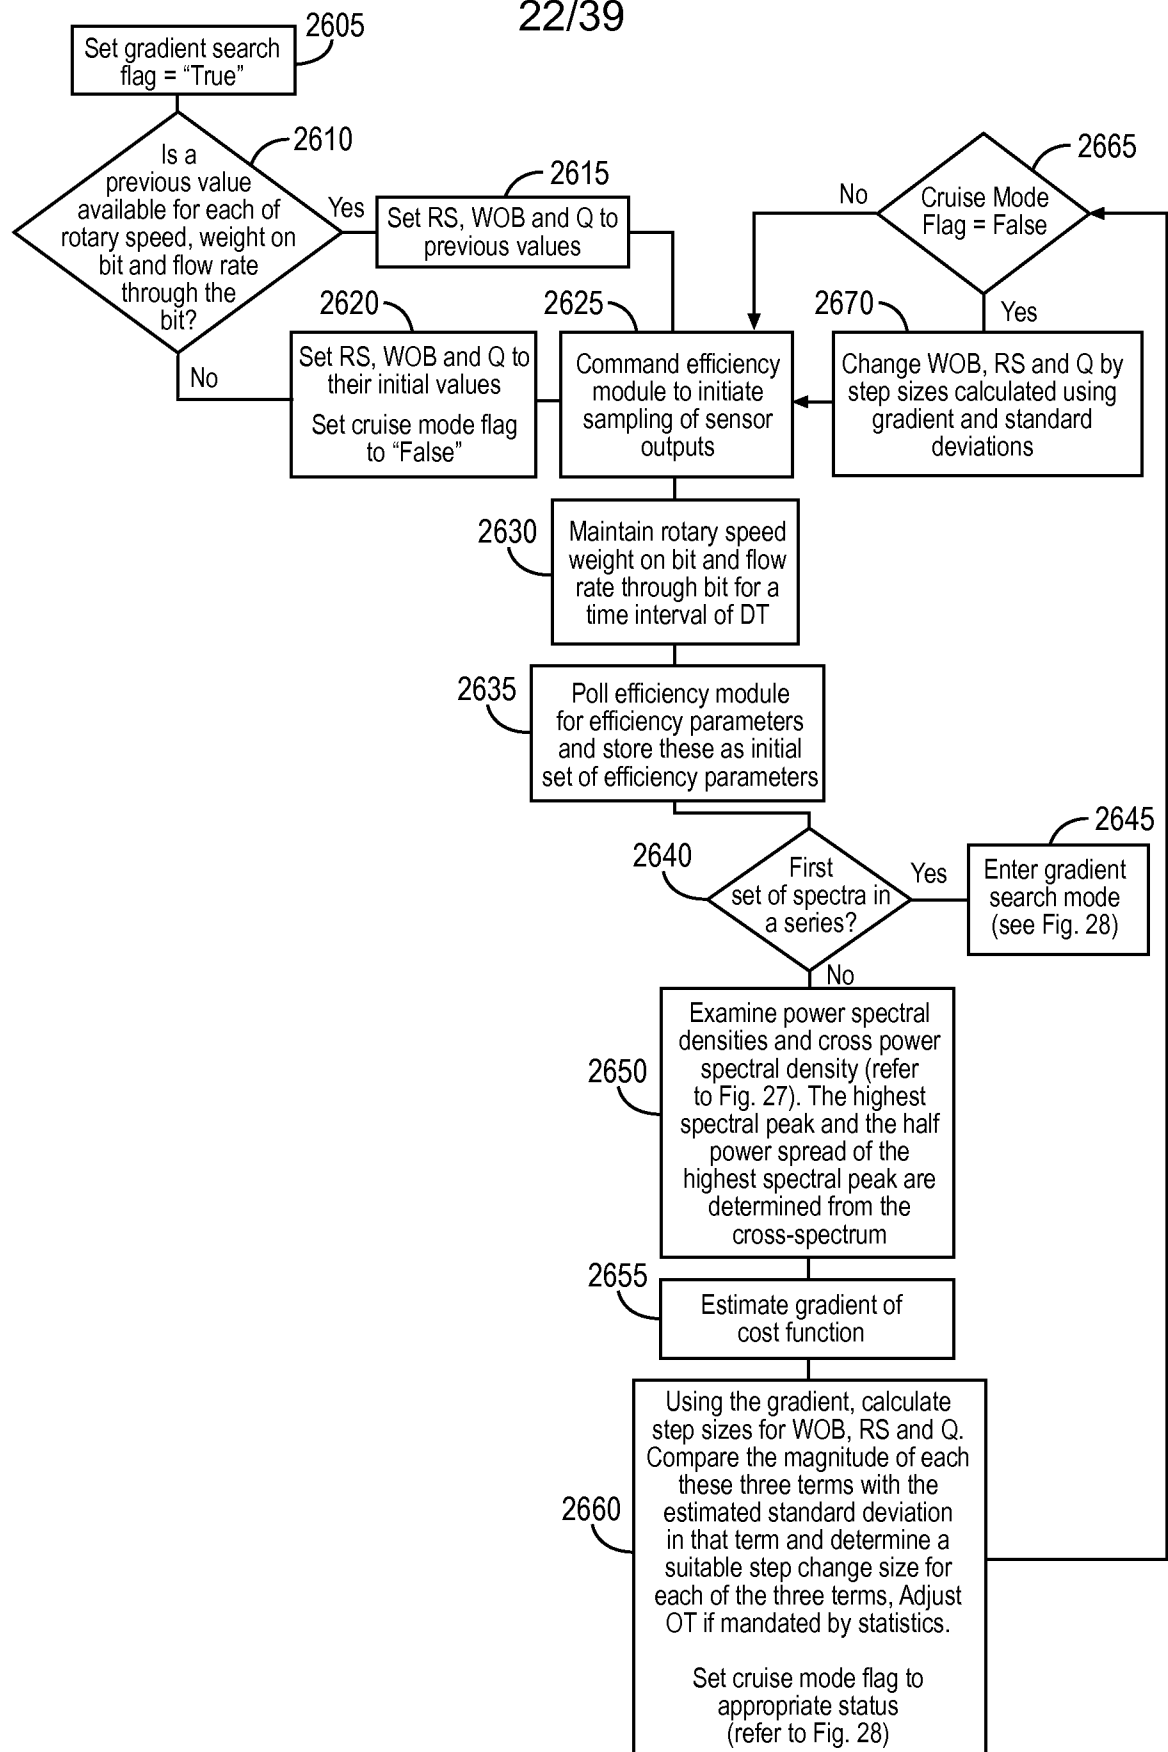 22/39
2605
Set gradient search
flag = “True”
2610
Is a
previous value
available for each of
rotary speed, weight on
bit and flow rate
through the
bit?
Yes
2615
Set RS, WOB and Q to
previous values
No
2620
Set RS, WOB and Q to
their initial values
Set cruise mode flag
to “False”
2625
Command efficiency
module to initiate
sampling of sensor
outputs
2665
Cruise Mode
Flag = False
No
Yes
2670
Change WOB, RS and Q by
step sizes calculated using
gradient and standard
deviations
2630
Maintain rotary speed
weight on bit and flow
rate through bit for a
time interval of DT
2635
Poll efficiency module
for efficiency parameters
and store these as initial
set of efficiency parameters
2640
First
set of spectra in
a series?
Yes
2645
Enter gradient
search mode
(see Fig. 28)
No
2650
Examine power spectral
densities and cross power
spectral density (refer
to Fig. 27). The highest
spectral peak and the half
power spread of the
highest spectral peak are
determined from the
cross-spectrum
2655
Estimate gradient of
cost function
2660
Using the gradient, calculate
step sizes for WOB, RS and Q.
Compare the magnitude of each
these three terms with the
estimated standard deviation
in that term and determine a
suitable step change size for
each of the three terms, Adjust
OT if mandated by statistics.
Set cruise mode flag to
appropriate status
(refer to Fig. 28)